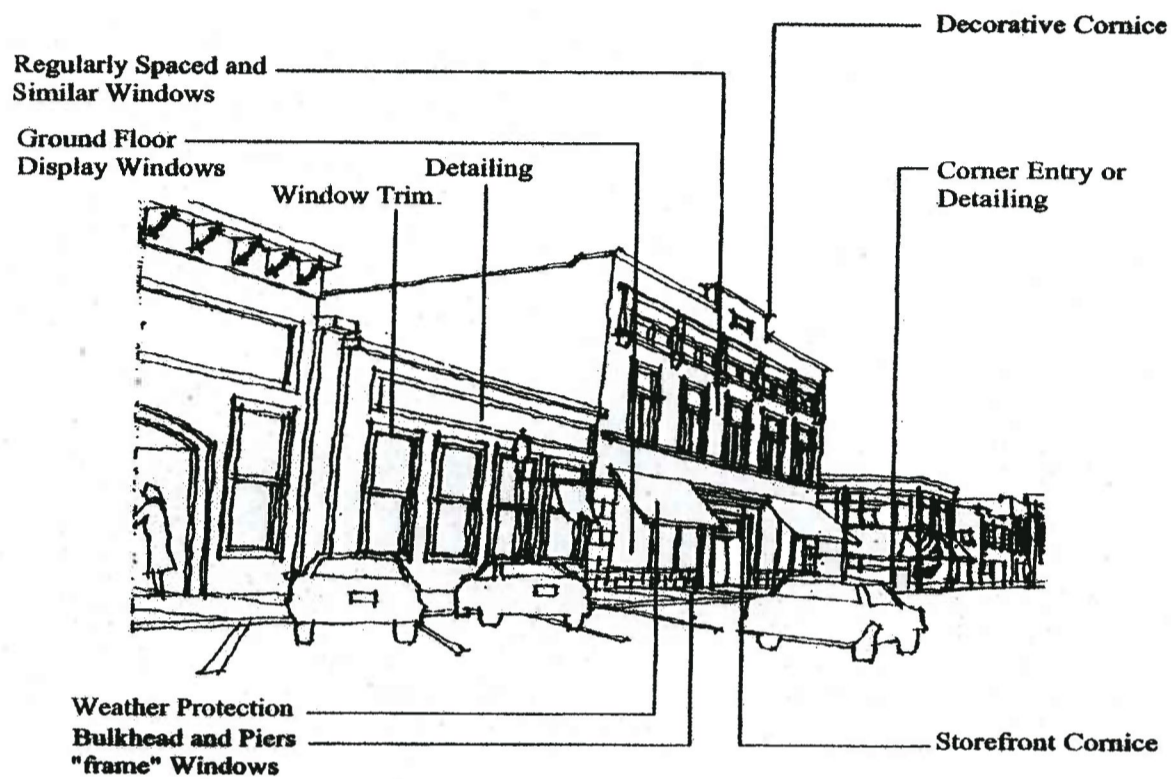 Decorative Cornice
Regularly Spaced and
Similar Windows
Ground Floor
Display Windows
Detailing
Window Trim.
Corner Entry or
Detailing
Weather Protection
Bulkhead and Piers
"frame" Windows
Storefront Cornice